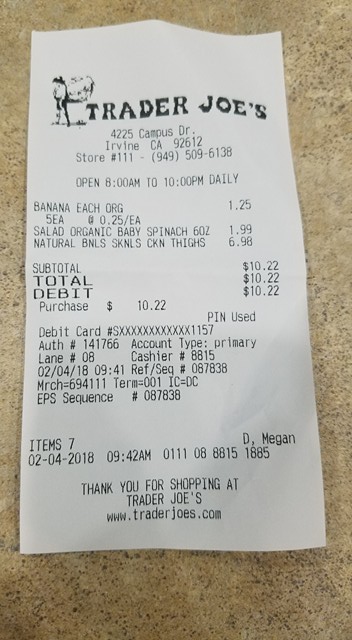 TRADER JOE'S
4225 Campus Dr.
Irvine CA 92612
Store #111 - (949) 509-6138
OPEN 8:00AM TO 10:00PM DAILY
BANANA EACH ORG 1.25
5EA @ 0.25/EA
SALAD ORGANIC BABY SPINACH 6OZ 1.99
NATURAL BNLS SKNLS CKN THIGHS 6.98
SUBTOTAL $10.22
TOTAL $10.22
DEBIT $10.22
Purchase $ 10.22
PIN Used
Debit Card #SXXXXXXXXXXXX1157
Auth # 141766 Account Type: primary
Lane # 08 Cashier # 8815
02/04/18 09:41 Ref/Seq # 087838
Mrch=694111 Term=001 IC=DC
EPS Sequence # 087838
ITEMS 7 D, Megan
02-04-2018 09:42AM 0111 08 8815 1885
THANK YOU FOR SHOPPING AT
TRADER JOE'S
www.traderjoes.com